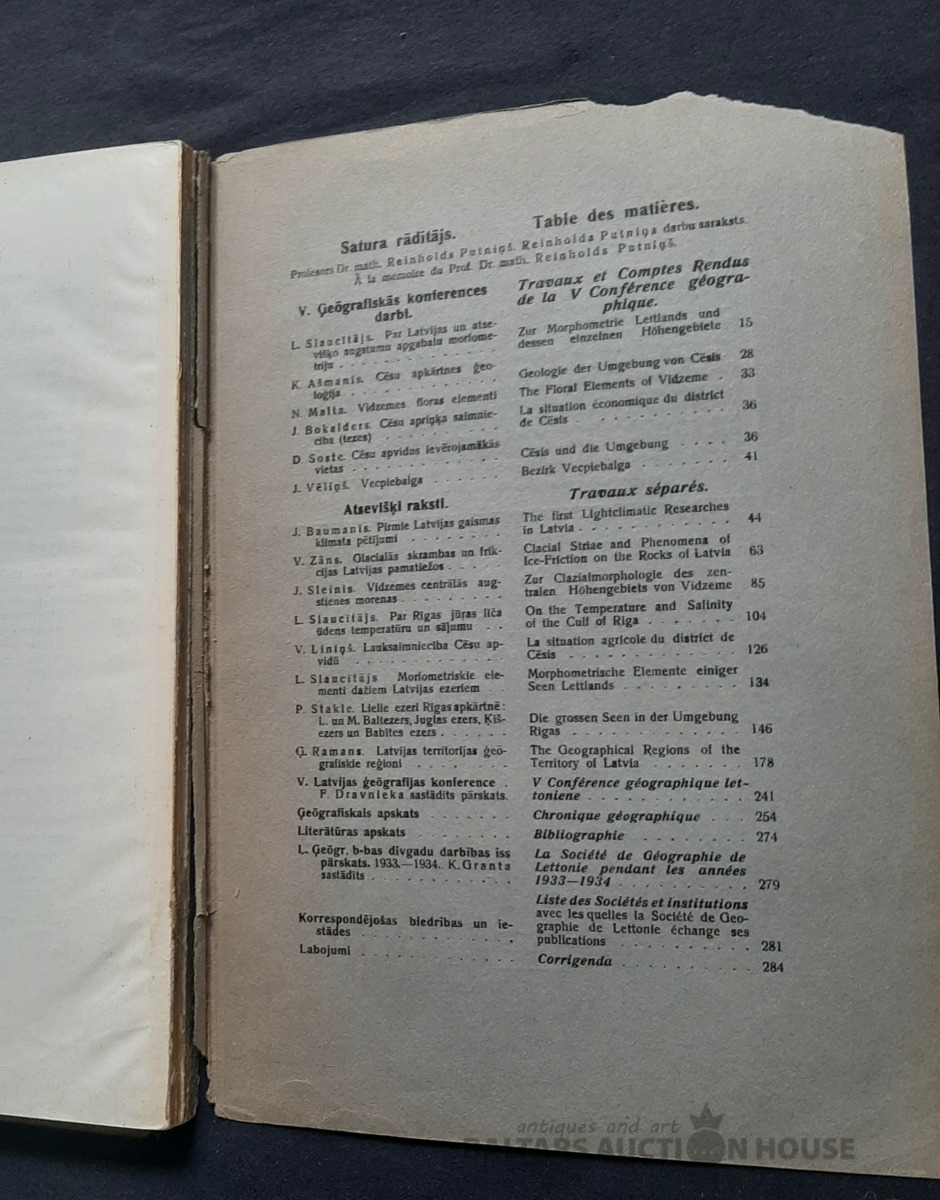 Satura rādītājs.
Table des matières.
Profesors Dr. math. Reinholds Putniņš. Reinholda Putniņa darbu saraksts.
À la memoire du Prof. Dr. math. Reinholds Putniņš.
V. Ģeōgrafiskās konferences
darbi.
L. Slaucītājs. Par Latvijas un atse-
višķo augstumu apgabalu morfome-
triju
K. Ašmanis. Cēsu apkārtnes ģeo-
loģija
N. Malta. Vidzemes floras elementi
J. Bokalders. Cēsu apriņķa saimnie-
cība (tezes)
D. Soste. Cēsu apvidus ievērojamākās
vietas
J. Vēliņš. Vecpiebalga
Atsevišķi raksti.
J. Baumanis. Pirmie Latvijas gaismas
klimata pētījumi
V. Zāns. Glaciālās skrambas un frik-
cijas Latvijas pamatiežos
J. Sleinis. Vidzemes centrālās aug-
stienes morenas
L. Slaucītājs. Par Rīgas jūras līča
ūdens temperatūru un sāļumu
V. Liniņš. Lauksaimniecība Cēsu ap-
vidū
L. Slaucītājs Morfometriskie ele-
menti dažiem Latvijas ezeriem
P. Stakle. Lielie ezeri Rīgas apkārtnē:
L. un M. Baltezers, Juglas ezers, Ķīš-
ezers un Babītes ezers
Ģ. Ramans. Latvijas territorijas ģeō-
grafiskie reģioni
V. Latvijas ģeōgrafijas konference
P. Dravnieka sastādīts pārskats.
Ģeōgrafiskais apskats
Literātūras apskats
L. Ģeōgr. b-bas divgadu darbības īss
pārskats. 1933.—1934. K. Granta
sastādīts
Korrespondējošas biedrības un ie-
stādes
Labojumi
Travaux et Comptes Rendus
de la V Conférence géogra-
phique.
Zur Morphometrie Lettlands und
dessen einzelnen Höhengebiete 15
Geologie der Umgebung von Cēsis 28
The Floral Elements of Vidzeme 33
La situation économique du district
de Cēsis 36
Cēsis und die Umgebung 36
Bezirk Vecpiebalga 41
Travaux séparés.
The first Lightclimatic Researches
in Latvia 44
Clacial Striae and Phenomena of
Ice-Friction on the Rocks of Latvia 63
Zur Clazialmorphologie des zen-
tralen Höhengebiets von Vidzeme 85
On the Temperature and Salinity
of the Culf of Riga 104
La situation agricole du district de
Cēsis 126
Morphometrische Elemente einiger
Seen Lettlands 134
Die grossen Seen in der Umgebung
Rigas 146
The Geographical Regions of the
Territory of Latvia 178
V Conférence géographique let-
toniene 241
Chronique géographique 254
Bibliographie 274
La Société de Géographie de
Lettonie pendant les années
1933—1934 279
Liste des Sociétés et institutions
avec les quelles la Société de Geo-
graphie de Lettonie échange ses
publications 281
Corrigenda 284
antiques and art
BALTARS AUCTION HOUSE